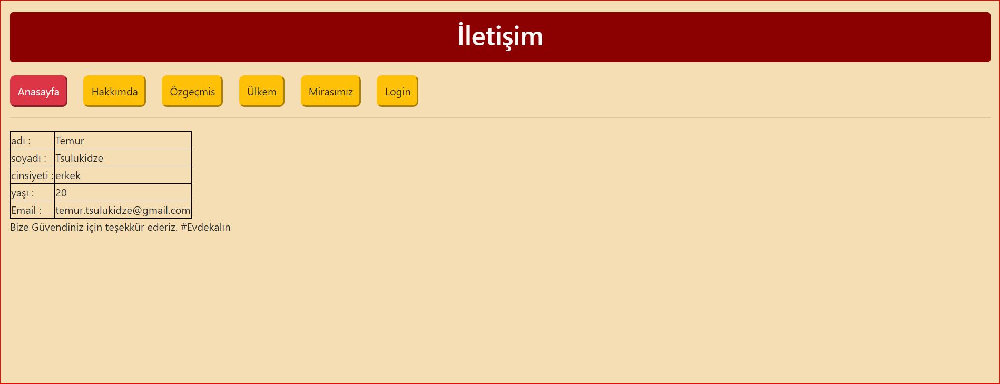 İletişim
Anasayfa Hakkımda Özgeçmis Ülkem Mirasımız Login
adı : Temur
soyadı : Tsulukidze
cinsiyeti : erkek
yaşı : 20
Email : temur.tsulukidze@gmail.com
Bize Güvendiniz için teşekkür ederiz. #Evdekalın